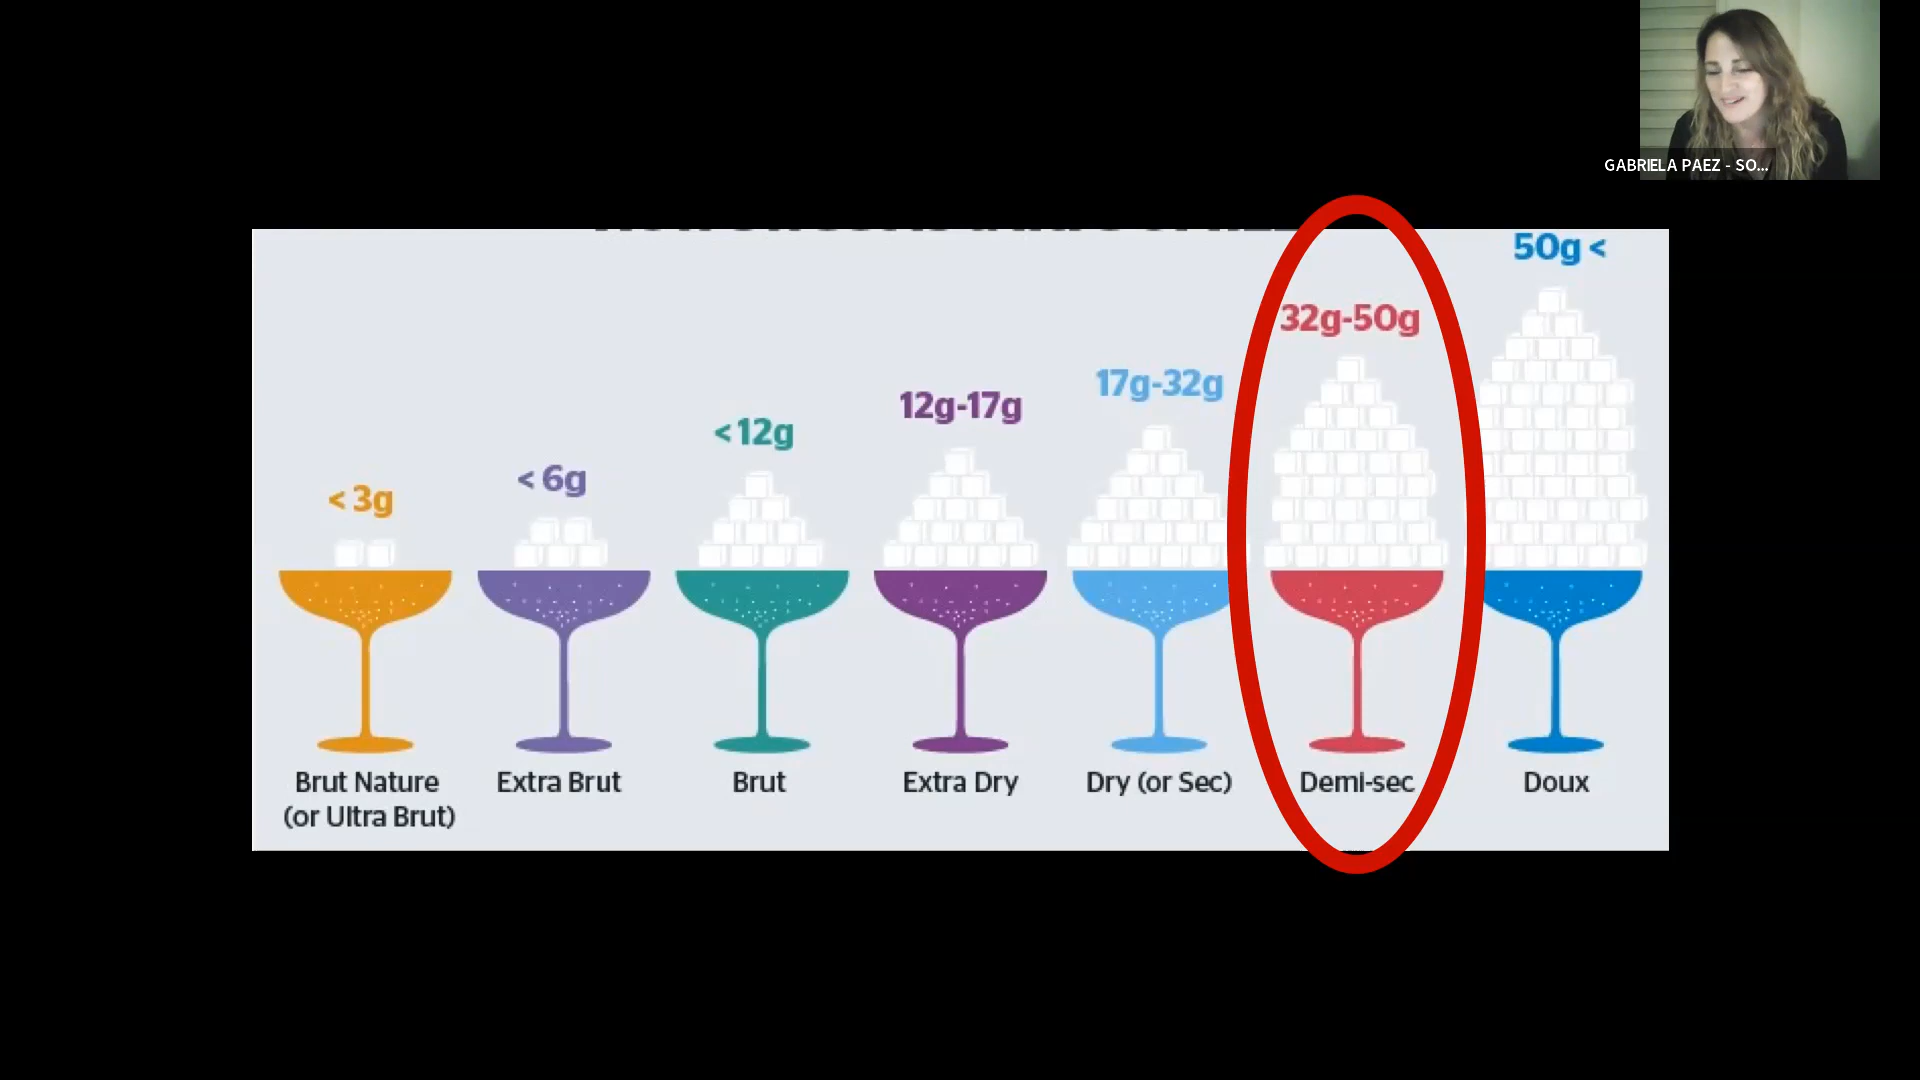 GABRIELA PAEZ - SO...
50g <
32g-50g
17g-32g
12g-17g
< 12g
< 6g
< 3g
Brut Nature
(or Ultra Brut)
Extra Brut
Brut
Extra Dry
Dry (or Sec)
Demi-sec
Doux